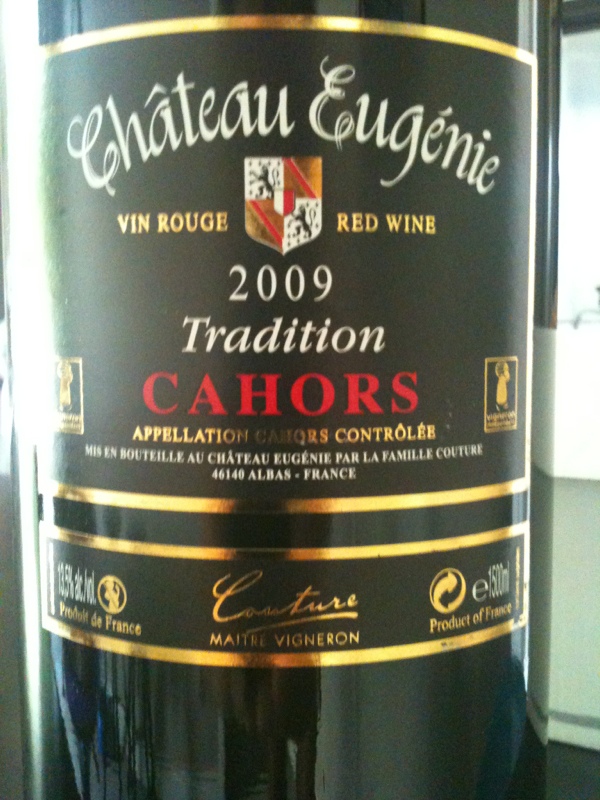 Château Eugénie
VIN ROUGE RED WINE
2009
Tradition
CAHORS
APPELLATION CAHORS CONTRÔLÉE
MIS EN BOUTEILLE AU CHÂTEAU EUGÉNIE PAR LA FAMILLE COUTURE
46140 ALBAS - FRANCE
13,5% alc./vol.
Produit de France
Couture
MAITRE VIGNERON
e1500ml
Product of France